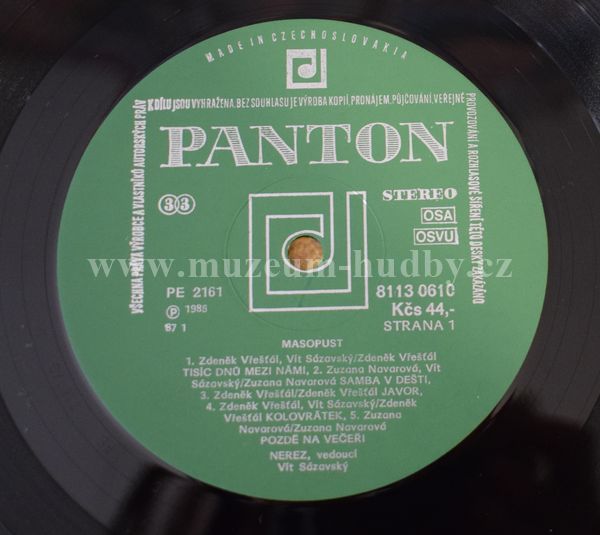 MADE IN CZECHOSLOVAKIA
VŠECHNA PRÁVA VÝROBCE A VLASTNÍKŮ AUTORSKÝCH PRÁV
K DÍLU JSOU VYHRAŽENA. BEZ SOUHLASU JE VÝROBA KOPIÍ, PRONÁJEM, PŮJČOVÁNÍ, VEŘEJNÉ
PROVOZOVÁNÍ A ROZHLASOVÉ ŠÍŘENÍ TÉTO DESKY ZAKÁZÁNO
PANTON
33
STEREO
OSA
OSVU
www.muzeum-hudby.cz
PE 2161
8113 0610
Ⓟ 1986
Kčs 44,-
87 1
STRANA 1
MASOPUST
1. Zdeněk Vřešťál, Vít Sázavský/Zdeněk Vřešťál
TISÍC DNŮ MEZI NÁMI, 2. Zuzana Navarová, Vít
Sázavský/Zuzana Navarová SAMBA V DEŠTI,
3. Zdeněk Vřešťál/Zdeněk Vřešťál JAVOR,
4. Zdeněk Vřešťál, Vít Sázavský/Zdeněk
Vřešťál KOLOVRÁTEK, 5. Zuzana
Navarová/Zuzana Navarová
POZDĚ NA VEČEŘI
NEREZ, vedoucí
Vít Sázavský